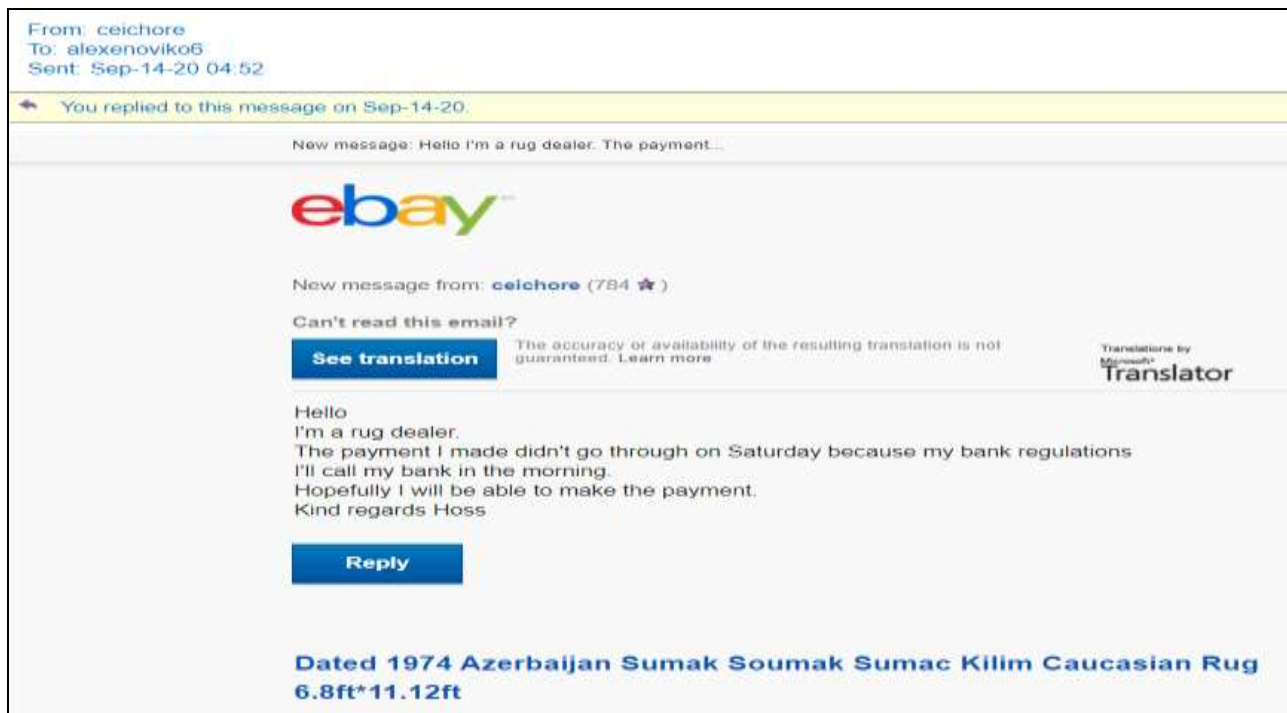 From: ceichore
To: alexenoviko6
Sent: Sep-14-20 04:52
You replied to this message on Sep-14-20.
New message: Hello I'm a rug dealer. The payment...
ebay
New message from: ceichore (784 )
Can't read this email?
See translation
The accuracy or availability of the resulting translation is not
guaranteed. Learn more
Translations by
Microsoft®
Translator
Hello
I'm a rug dealer.
The payment I made didn't go through on Saturday because my bank regulations
I'll call my bank in the morning.
Hopefully I will be able to make the payment.
Kind regards Hoss
Reply
Dated 1974 Azerbaijan Sumak Soumak Sumac Kilim Caucasian Rug
6.8ft*11.12ft